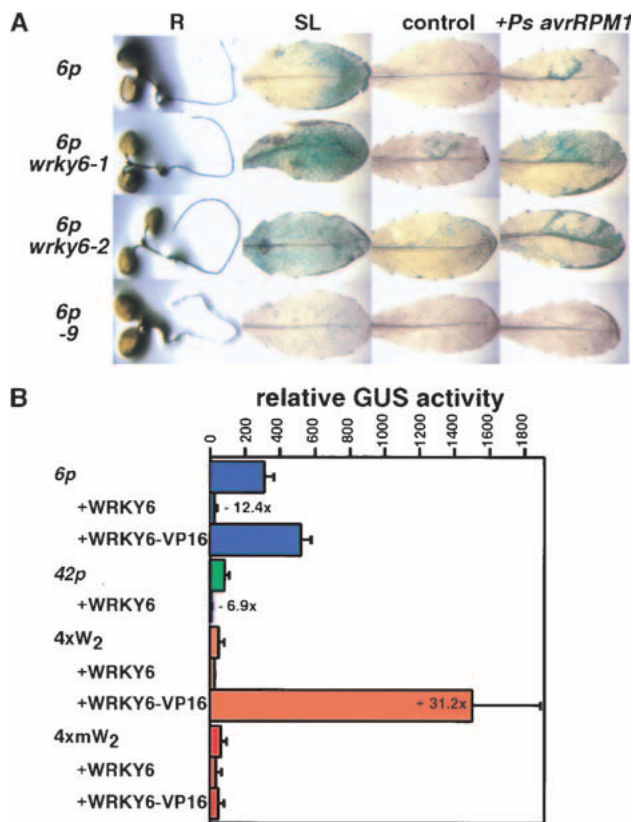 A
R SL control +Ps avrRPM1
6p
6p
wrky6-1
6p
wrky6-2
6p
-9
B
relative GUS activity
0 200 400 600 800 1000 1200 1400 1600 1800
6p
+WRKY6 - 12.4x
+WRKY6-VP16
42p
+WRKY6 - 6.9x
4xW2
+WRKY6
+WRKY6-VP16 + 31.2x
4xmW2
+WRKY6
+WRKY6-VP16